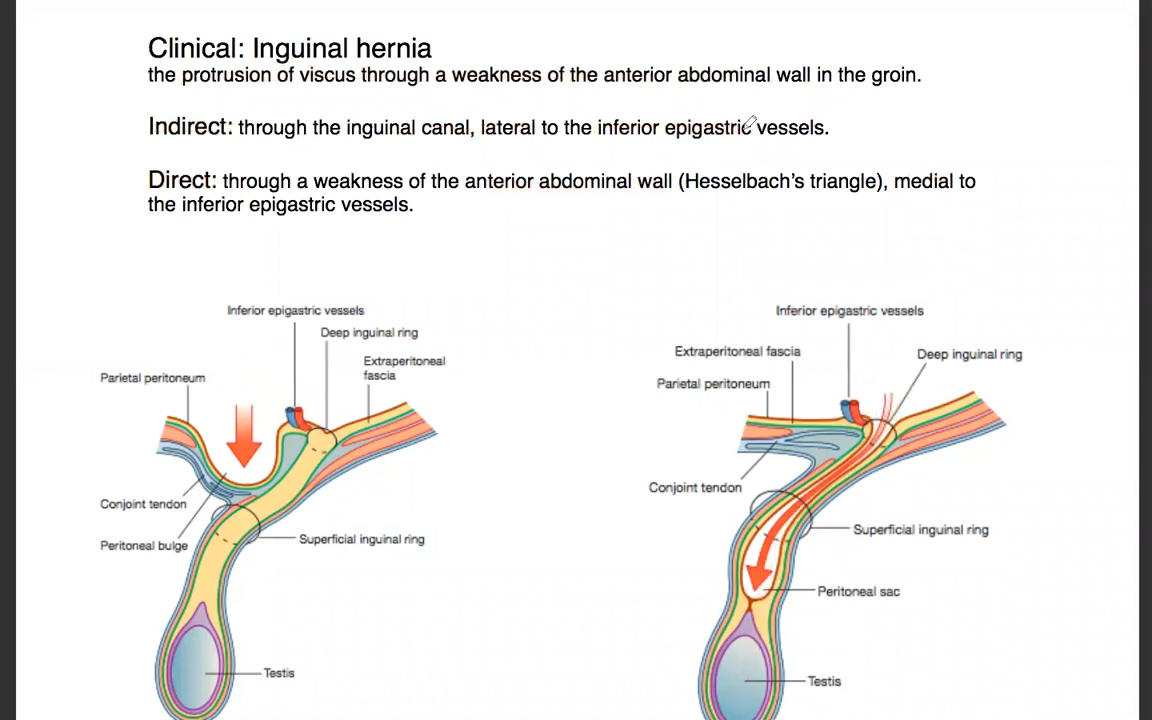 Clinical: Inguinal hernia
the protrusion of viscus through a weakness of the anterior abdominal wall in the groin.
Indirect: through the inguinal canal, lateral to the inferior epigastric vessels.
Direct: through a weakness of the anterior abdominal wall (Hesselbach's triangle), medial to
the inferior epigastric vessels.
Inferior epigastric vessels
Deep inguinal ring
Extraperitoneal
fascia
Parietal peritoneum
Conjoint tendon
Peritoneal bulge
Superficial inguinal ring
Testis
Inferior epigastric vessels
Extraperitoneal fascia
Deep inguinal ring
Parietal peritoneum
Conjoint tendon
Superficial inguinal ring
Peritoneal sac
Testis